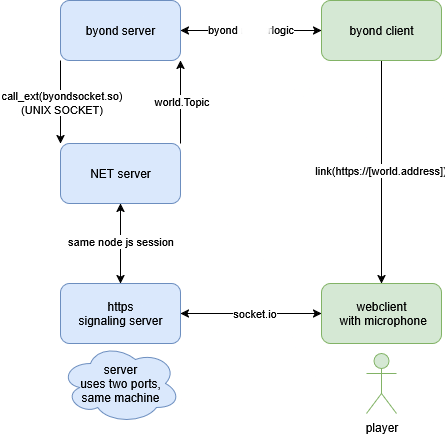 byond server
byond
logic
byond client
call_ext(byondsocket.so)
(UNIX SOCKET)
world.Topic
NET server
link(https://[world.address])
same node js session
https
signaling server
socket.io
webclient
with microphone
server
uses two ports,
same machine
player